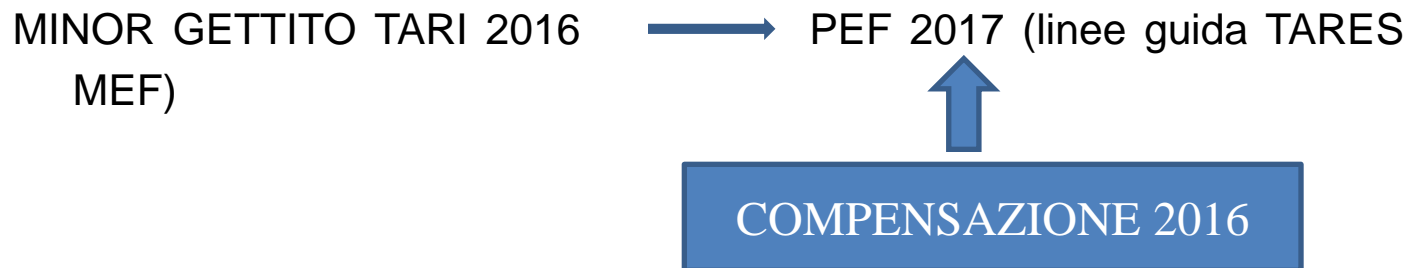 MINOR GETTITO TARI 2016 PEF 2017 (linee guida TARES
MEF)
COMPENSAZIONE 2016